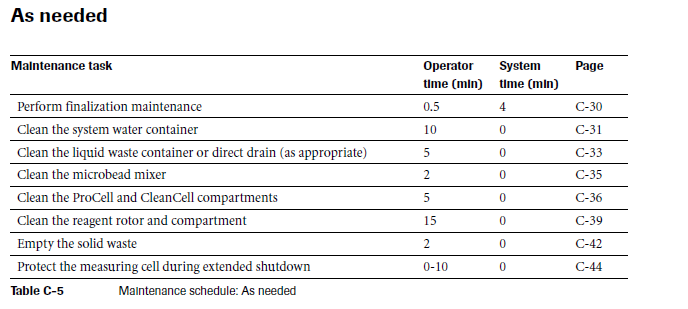 As needed
Maintenance task Operator time (min) System time (min) Page
Perform finalization maintenance 0.5 4 C-30
Clean the system water container 10 0 C-31
Clean the liquid waste container or direct drain (as appropriate) 5 0 C-33
Clean the microbead mixer 2 0 C-35
Clean the ProCell and CleanCell compartments 5 0 C-36
Clean the reagent rotor and compartment 15 0 C-39
Empty the solid waste 2 0 C-42
Protect the measuring cell during extended shutdown 0-10 0 C-44
Table C-5 Maintenance schedule: As needed